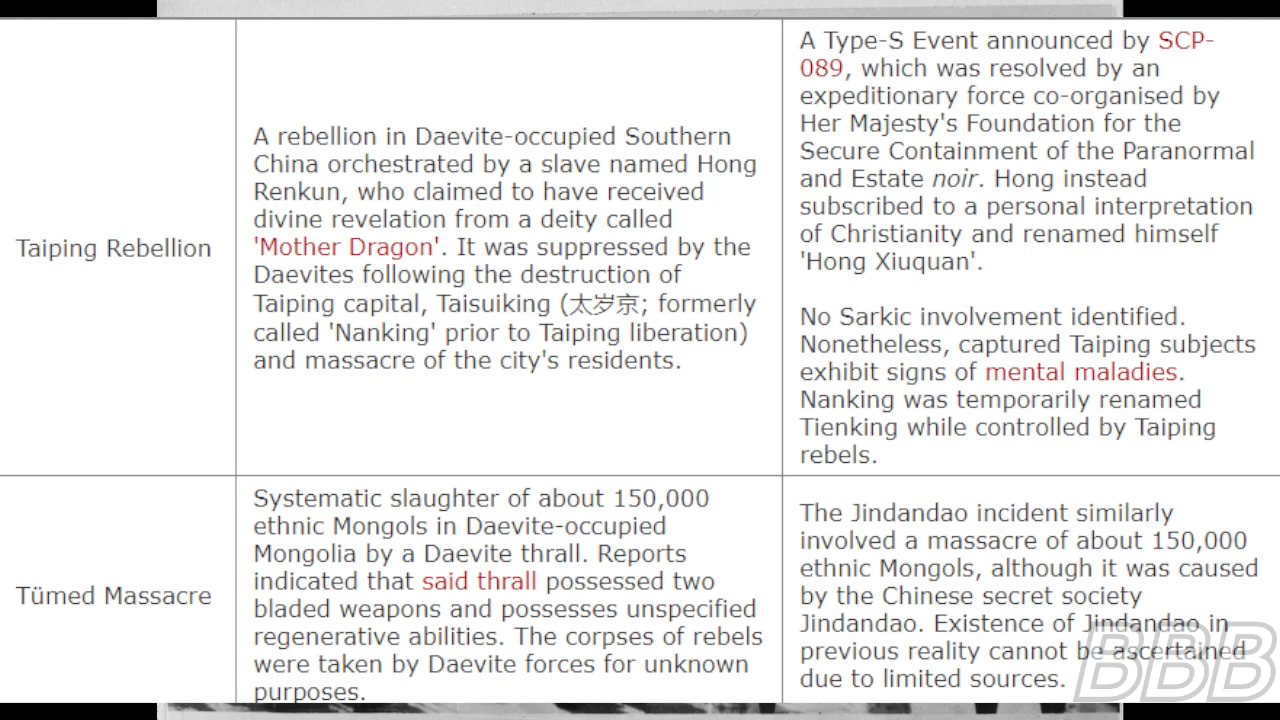 Taiping Rebellion
A rebellion in Daevite-occupied Southern
China orchestrated by a slave named Hong
Renkun, who claimed to have received
divine revelation from a deity called
'Mother Dragon'. It was suppressed by the
Daevites following the destruction of
Taiping capital, Taisuiking (太岁京; formerly
called 'Nanking' prior to Taiping liberation)
and massacre of the city's residents.
A Type-S Event announced by SCP-
089, which was resolved by an
expeditionary force co-organised by
Her Majesty's Foundation for the
Secure Containment of the Paranormal
and Estate noir. Hong instead
subscribed to a personal interpretation
of Christianity and renamed himself
'Hong Xiuquan'.
No Sarkic involvement identified.
Nonetheless, captured Taiping subjects
exhibit signs of mental maladies.
Nanking was temporarily renamed
Tienking while controlled by Taiping
rebels.
Tümed Massacre
Systematic slaughter of about 150,000
ethnic Mongols in Daevite-occupied
Mongolia by a Daevite thrall. Reports
indicated that said thrall possessed two
bladed weapons and possesses unspecified
regenerative abilities. The corpses of rebels
were taken by Daevite forces for unknown
purposes.
The Jindandao incident similarly
involved a massacre of about 150,000
ethnic Mongols, although it was caused
by the Chinese secret society
Jindandao. Existence of Jindandao in
previous reality cannot be ascertained
due to limited sources.
BBB